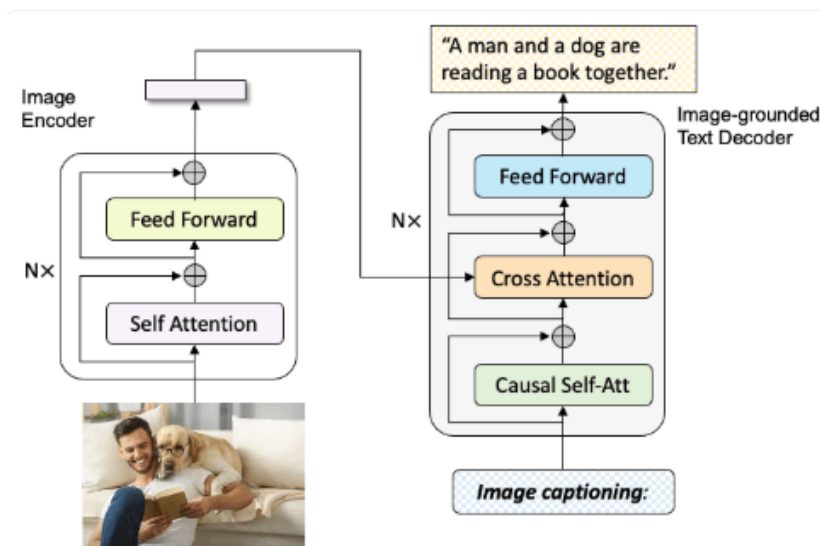 Image
Encoder
N×
Feed Forward
Self Attention
“A man and a dog are
reading a book together.”
Image-grounded
Text Decoder
N×
Feed Forward
Cross Attention
Causal Self-Att
Image captioning: